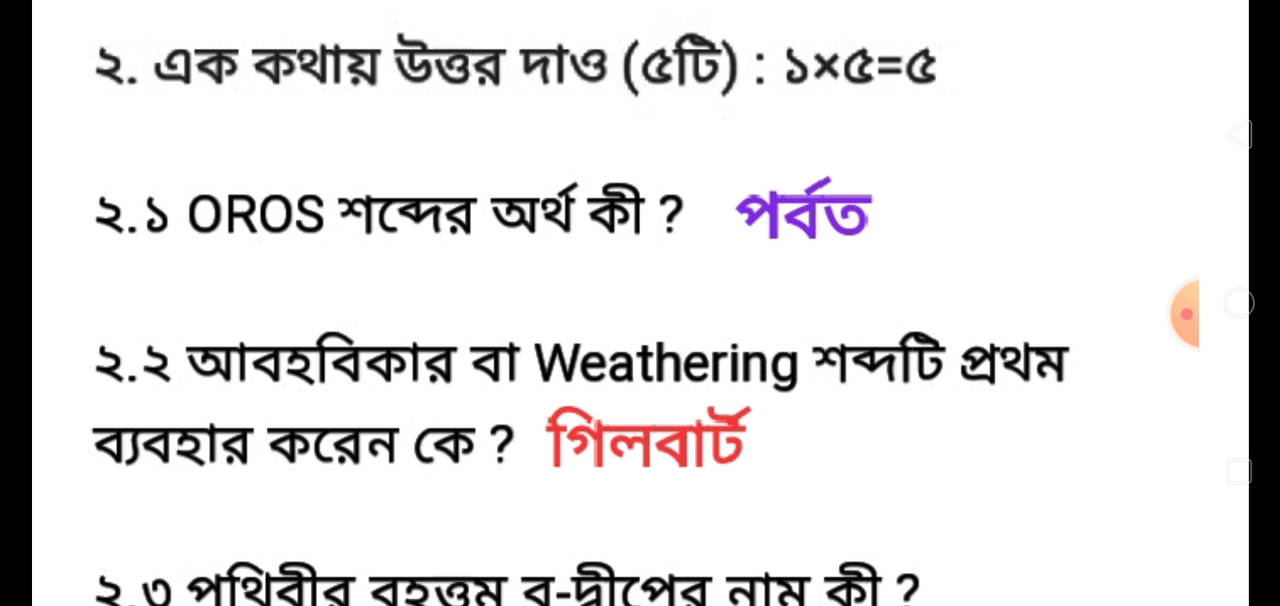 ২. এক কথায় উত্তর দাও (৫টি) : ১×৫=৫
২.১ OROS শব্দের অর্থ কী ? পর্বত
২.২ আবহবিকার বা Weathering শব্দটি প্রথম
ব্যবহার করেন কে ? গিলবার্ট
২.৩ পৃথিবীর বৃহত্তম ব-দ্বীপের নাম কী ?